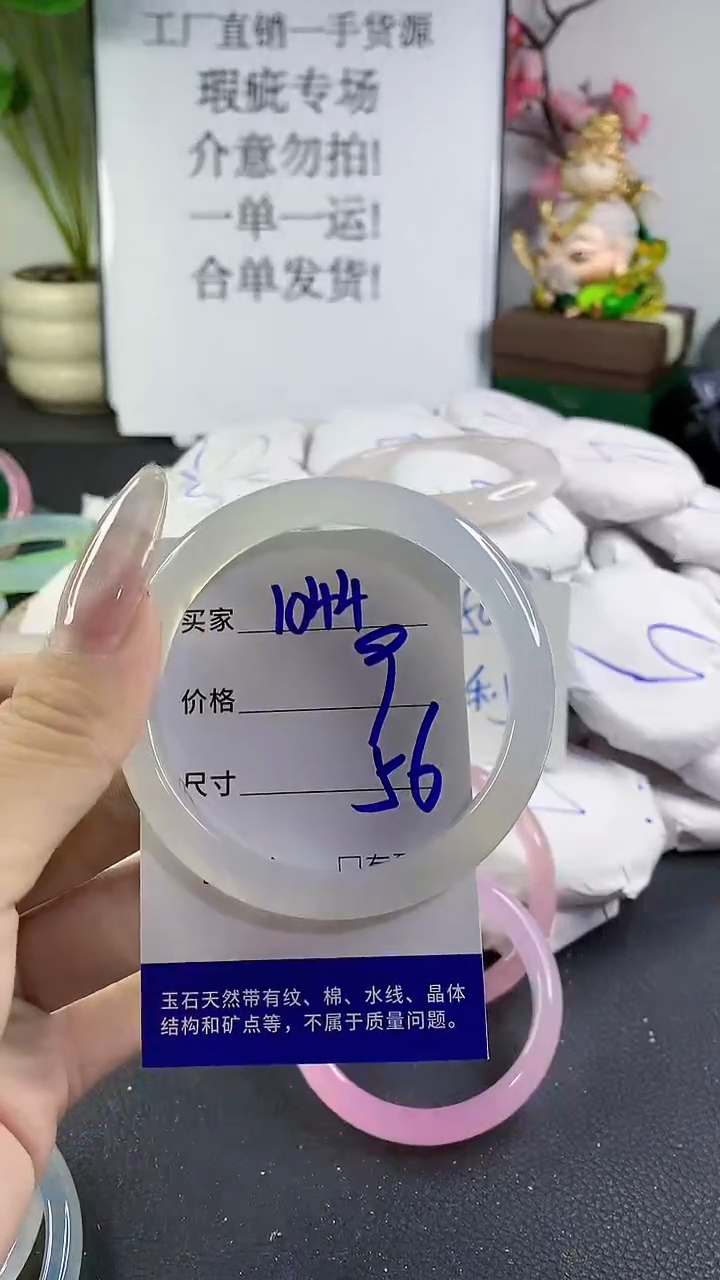 工厂直销一手货源
瑕疵专场
介意勿拍!
一单一运!
合单发货!
买家 1044
价格
尺寸 56
利
玉石天然带有纹、棉、水线、晶体
结构和矿点等，不属于质量问题。